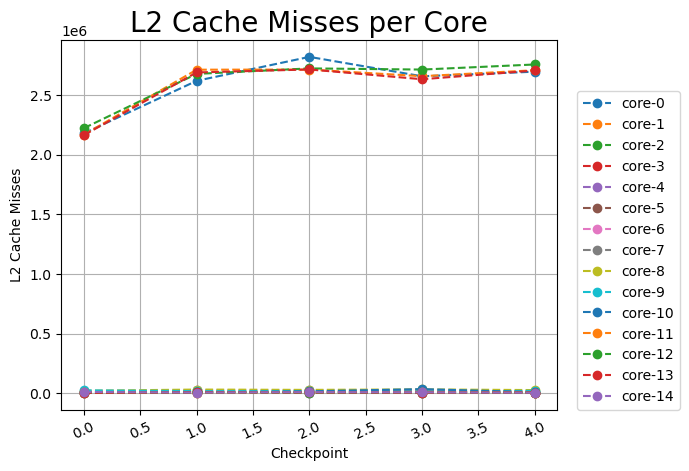 L2 Cache Misses per Core
1e6
2.5
2.0
1.5
1.0
0.5
0.0
L2 Cache Misses
0.0 0.5 1.0 1.5 2.0 2.5 3.0 3.5 4.0
Checkpoint
core-0
core-1
core-2
core-3
core-4
core-5
core-6
core-7
core-8
core-9
core-10
core-11
core-12
core-13
core-14